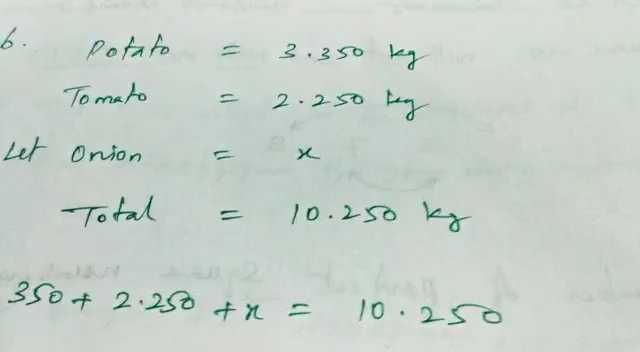 6. Potato = 3.350 kg
Tomato = 2.250 kg
Let Onion = x
Total = 10.250 kg
350 + 2.250 + x = 10.250